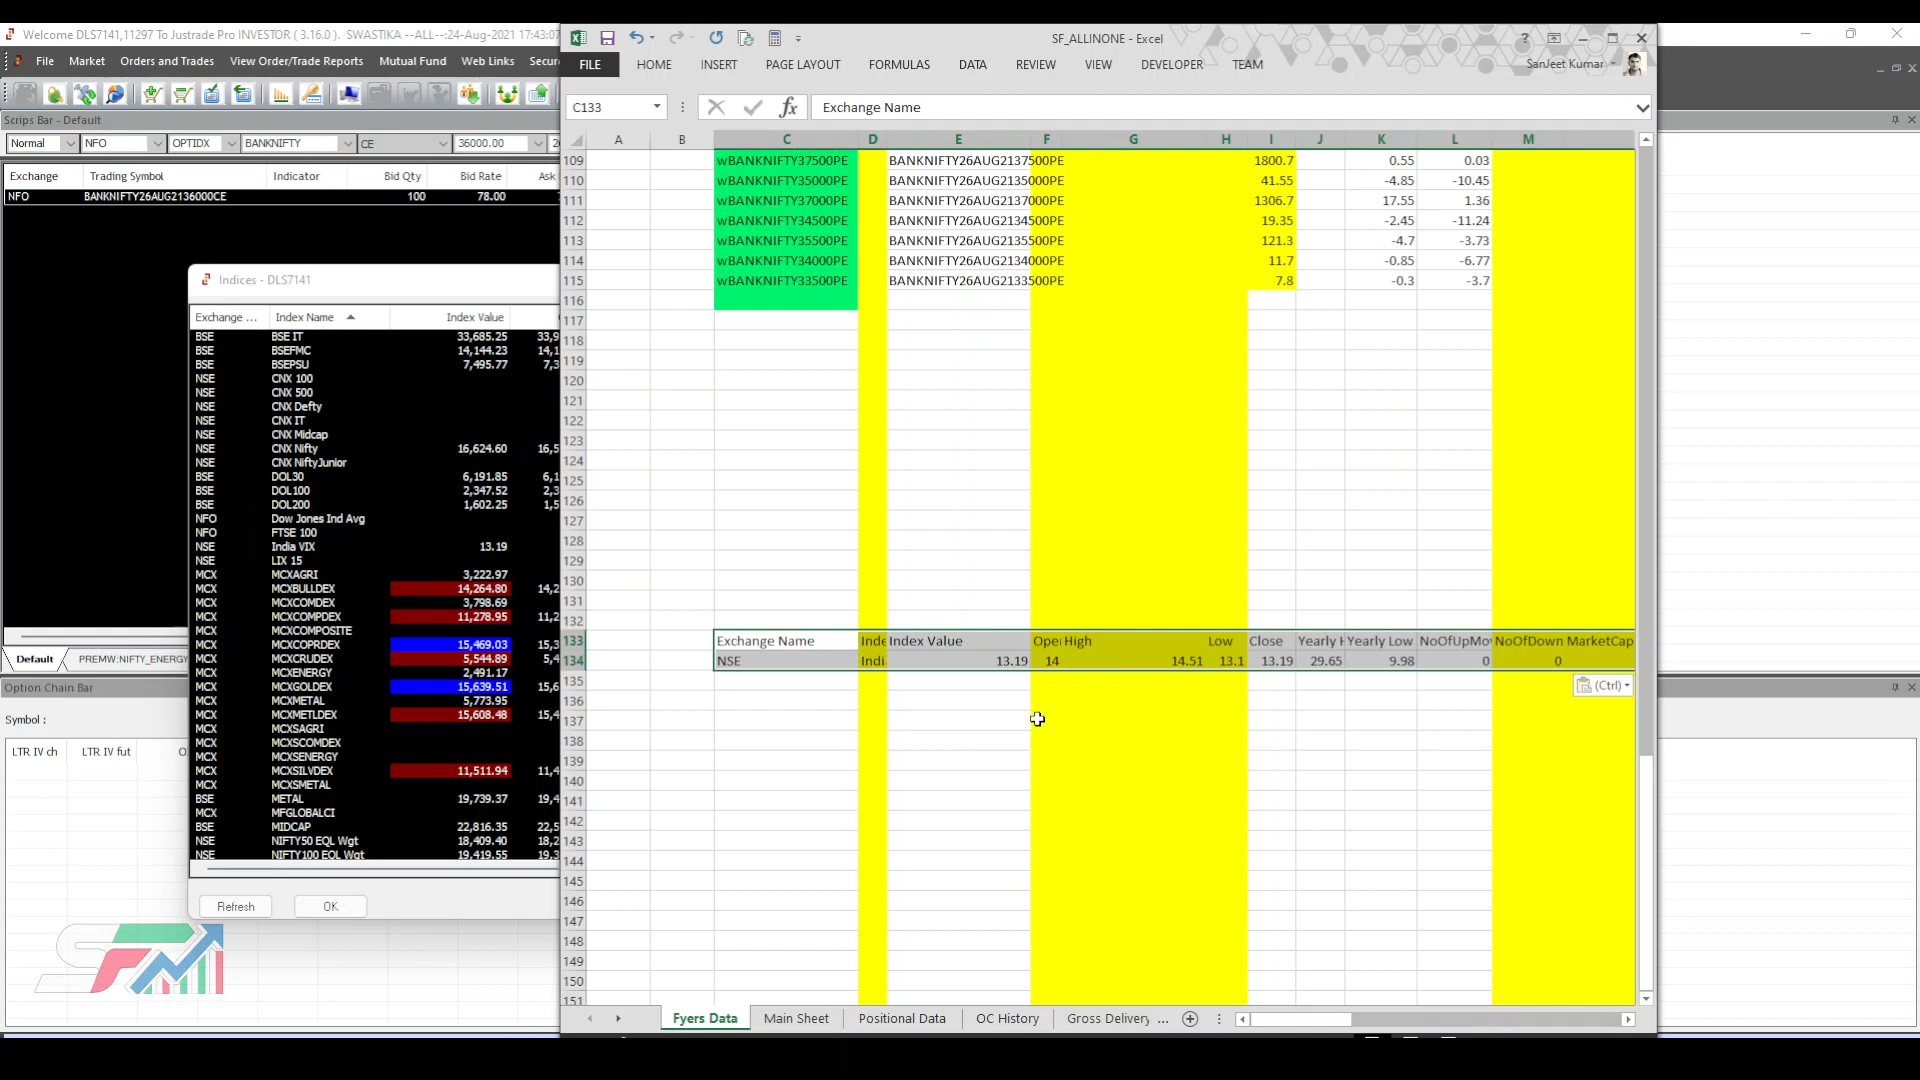 Welcome DLS7141,11297 To Justrade Pro INVESTOR ( 3.16.0 ). SWASTIKA --ALL--:24-Aug-2021 17:43:07
File Market Orders and Trades View Order/Trade Reports Mutual Fund Web Links Secur
Scrips Bar - Default
Normal NFO OPTIDX BANKNIFTY CE 36000.00
Exchange Trading Symbol Indicator Bid Qty Bid Rate Ask
NFO BANKNIFTY26AUG2136000CE 100 78.00
Indices - DLS7141
Exchange ... Index Name Index Value
BSE BSE IT 33,685.25 33,9
BSE BSEFMC 14,144.23 14,1
BSE BSEPSU 7,495.77 7,3
NSE CNX 100
NSE CNX 500
NSE CNX Defty
NSE CNX IT
NSE CNX Midcap
NSE CNX Nifty 16,624.60 16,5
NSE CNX NiftyJunior
BSE DOL30 6,191.85 6,1
BSE DOL100 2,347.52 2,3
BSE DOL200 1,602.25 1,5
NFO Dow Jones Ind Avg
NFO FTSE 100
NSE India VIX 13.19
NSE LIX 15
MCX MCXAGRI 3,222.97
MCX MCXBULLDEX 14,264.80 14,2
MCX MCXCOMDEX 3,798.69
MCX MCXCOMPDEX 11,278.95 11,2
MCX MCXCOMPOSITE
MCX MCXCOPRDEX 15,469.03 15,3
MCX MCXCRUDEX 5,544.89 5,4
MCX MCXENERGY 2,491.17
MCX MCXGOLDEX 15,639.51 15,6
MCX MCXMETAL 5,773.95
MCX MCXMETLDEX 15,608.48 15,4
MCX MCXSAGRI
MCX MCXSCOMDEX
MCX MCXSENERGY
MCX MCXSILVDEX 11,511.94 11,4
MCX MCXSMETAL
BSE METAL 19,739.37 19,4
MCX MFGLOBALCI
BSE MIDCAP 22,816.35 22,5
NSE NIFTY50 EQL Wgt 18,409.40 18,2
NSE NIFTY100 EQL Wgt 19,419.55 19,3
Refresh OK
Default PREMW:NIFTY_ENERGY
Option Chain Bar
Symbol :
LTR IV ch LTR IV fut O
SF_ALLINONE - Excel
FILE HOME INSERT PAGE LAYOUT FORMULAS DATA REVIEW VIEW DEVELOPER TEAM SanJeet Kumar
C133 fx Exchange Name
A B C D E F G H I J K L M
109 wBANKNIFTY37500PE BANKNIFTY26AUG2137500PE 1800.7 0.55 0.03
110 wBANKNIFTY35000PE BANKNIFTY26AUG2135000PE 41.55 -4.85 -10.45
111 wBANKNIFTY37000PE BANKNIFTY26AUG2137000PE 1306.7 17.55 1.36
112 wBANKNIFTY34500PE BANKNIFTY26AUG2134500PE 19.35 -2.45 -11.24
113 wBANKNIFTY35500PE BANKNIFTY26AUG2135500PE 121.3 -4.7 -3.73
114 wBANKNIFTY34000PE BANKNIFTY26AUG2134000PE 11.7 -0.85 -6.77
115 wBANKNIFTY33500PE BANKNIFTY26AUG2133500PE 7.8 -0.3 -3.7
116
117
118
119
120
121
122
123
124
125
126
127
128
129
130
131
132
133 Exchange Name Inde Index Value Oper High Low Close Yearly H Yearly Low NoOfUpMov NoOfDown MarketCap
134 NSE Indi 13.19 14 14.51 13.1 13.19 29.65 9.98 0 0
135
(Ctrl)
136
137
138
139
140
141
142
143
144
145
146
147
148
149
150
151
Fyers Data Main Sheet Positional Data OC History Gross Delivery ...